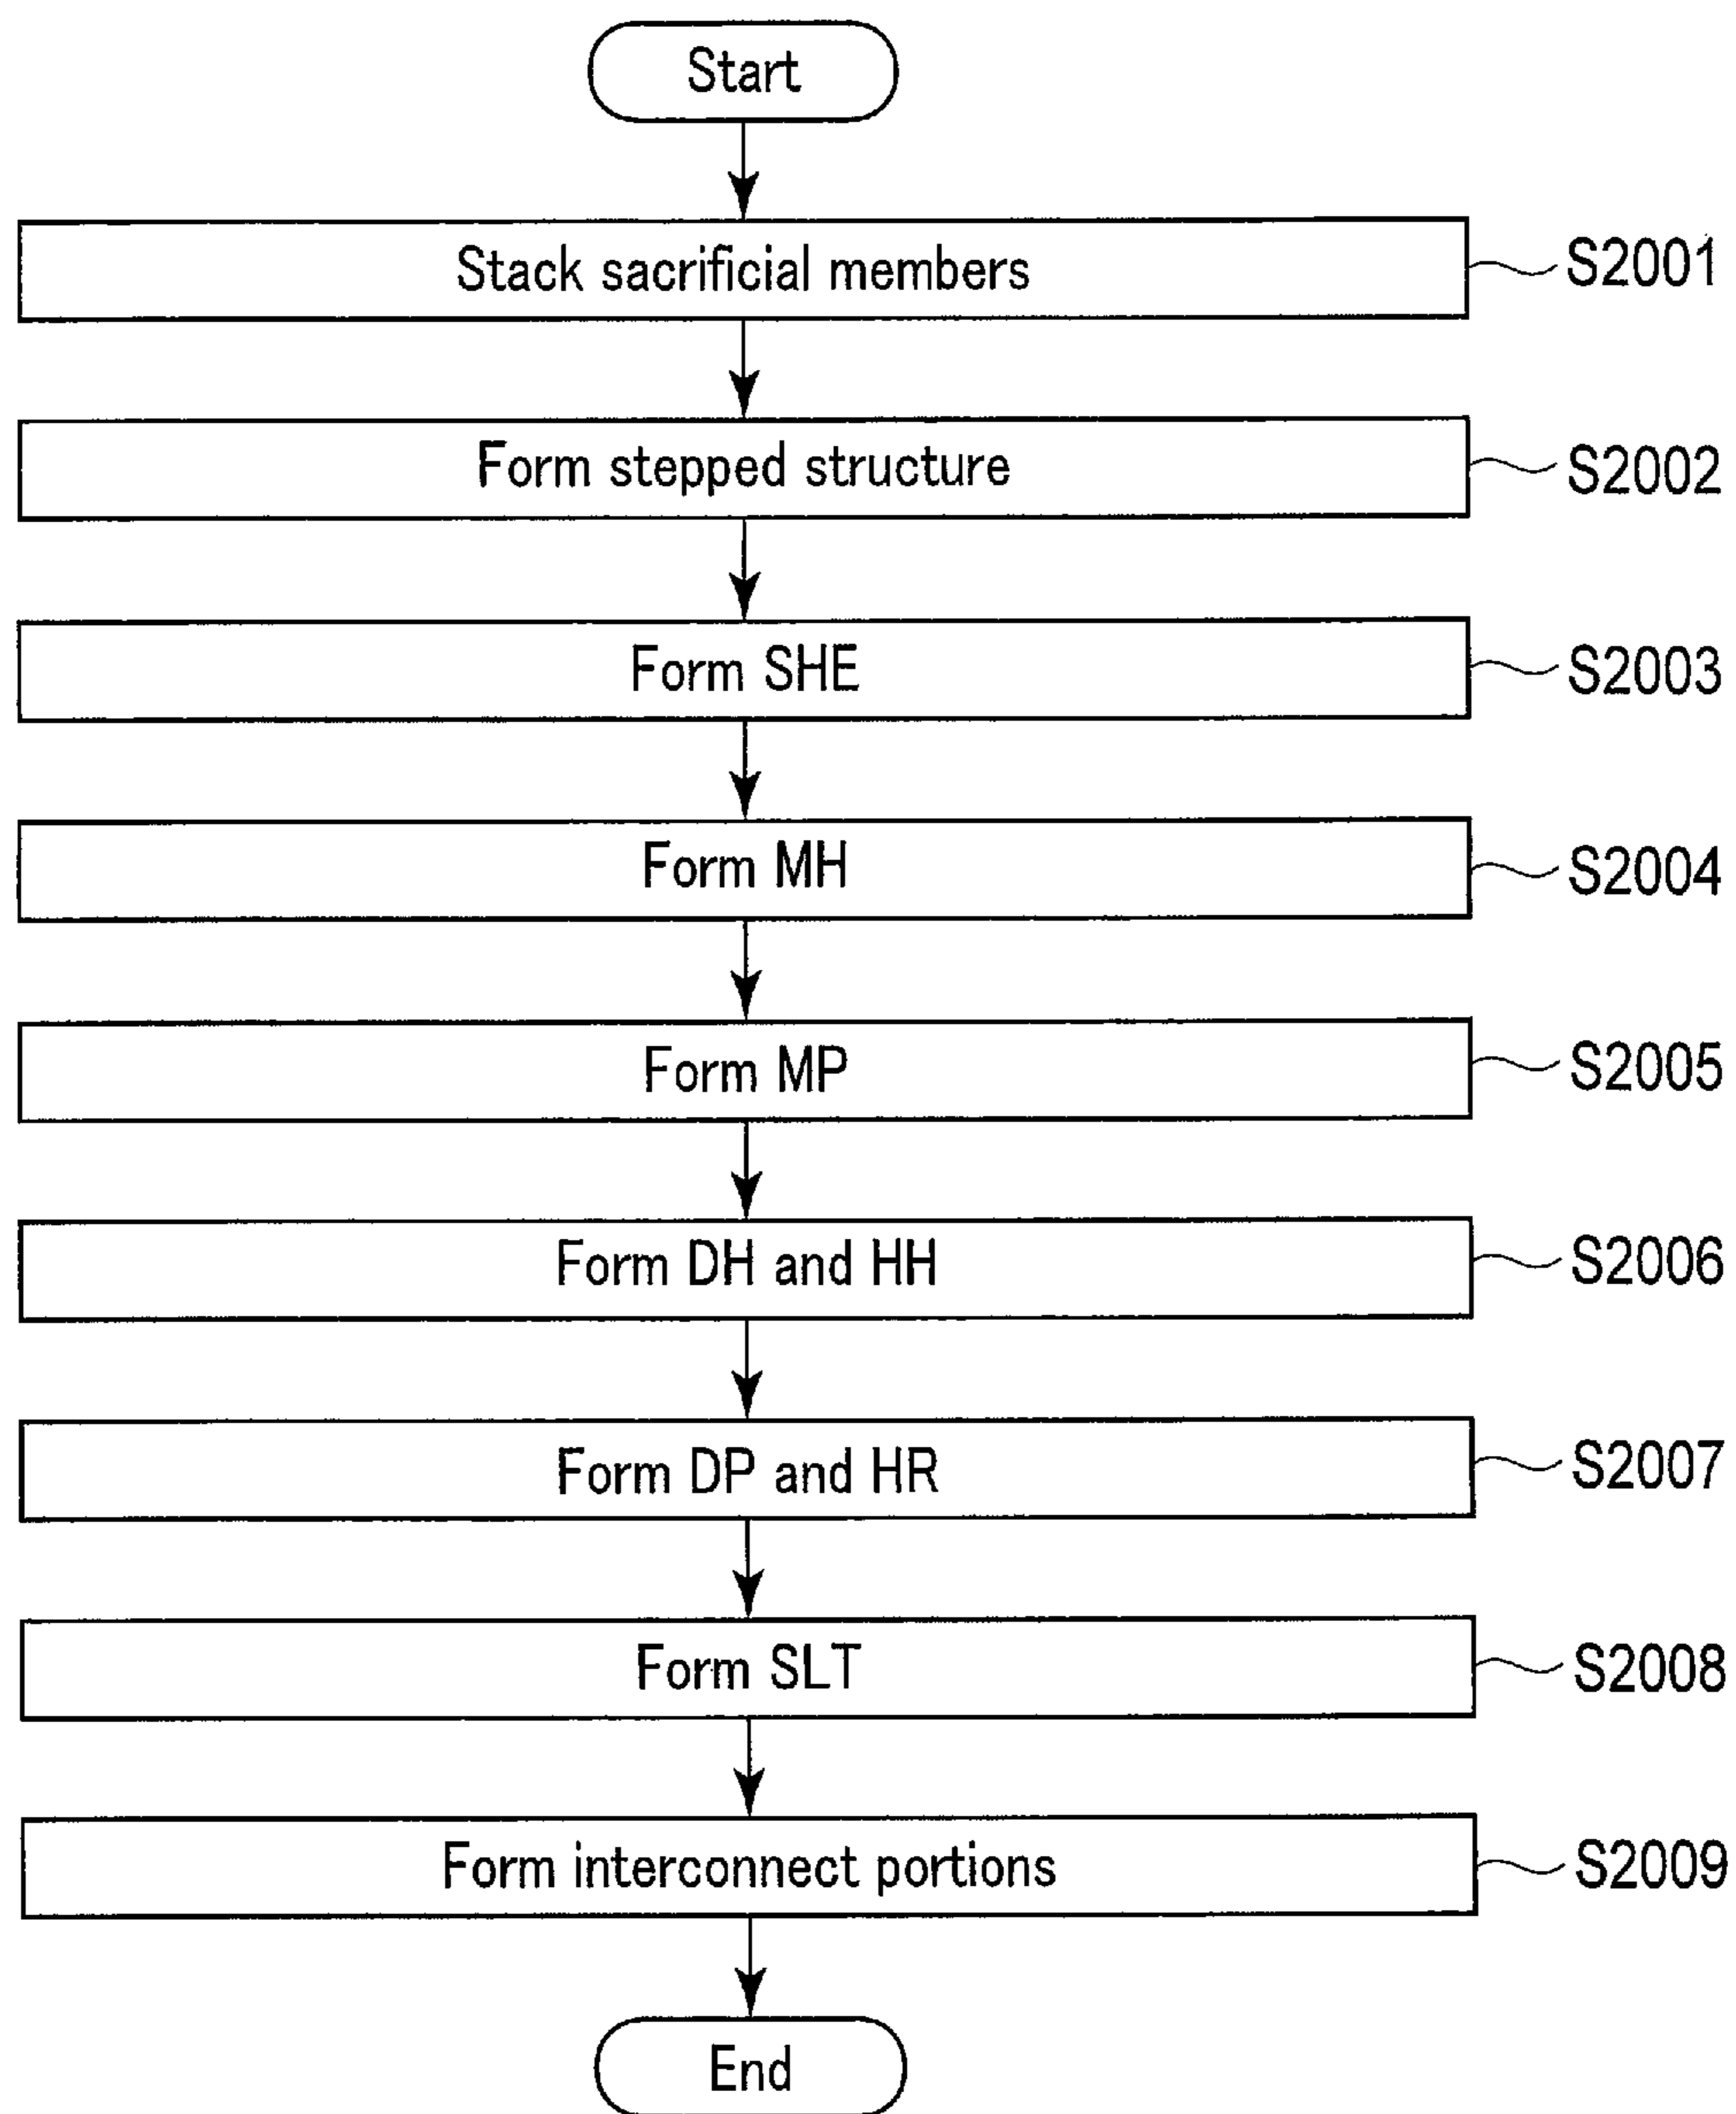 Start
Stack sacrificial members S2001
Form stepped structure S2002
Form SHE S2003
Form MH S2004
Form MP S2005
Form DH and HH S2006
Form DP and HR S2007
Form SLT S2008
Form interconnect portions S2009
End